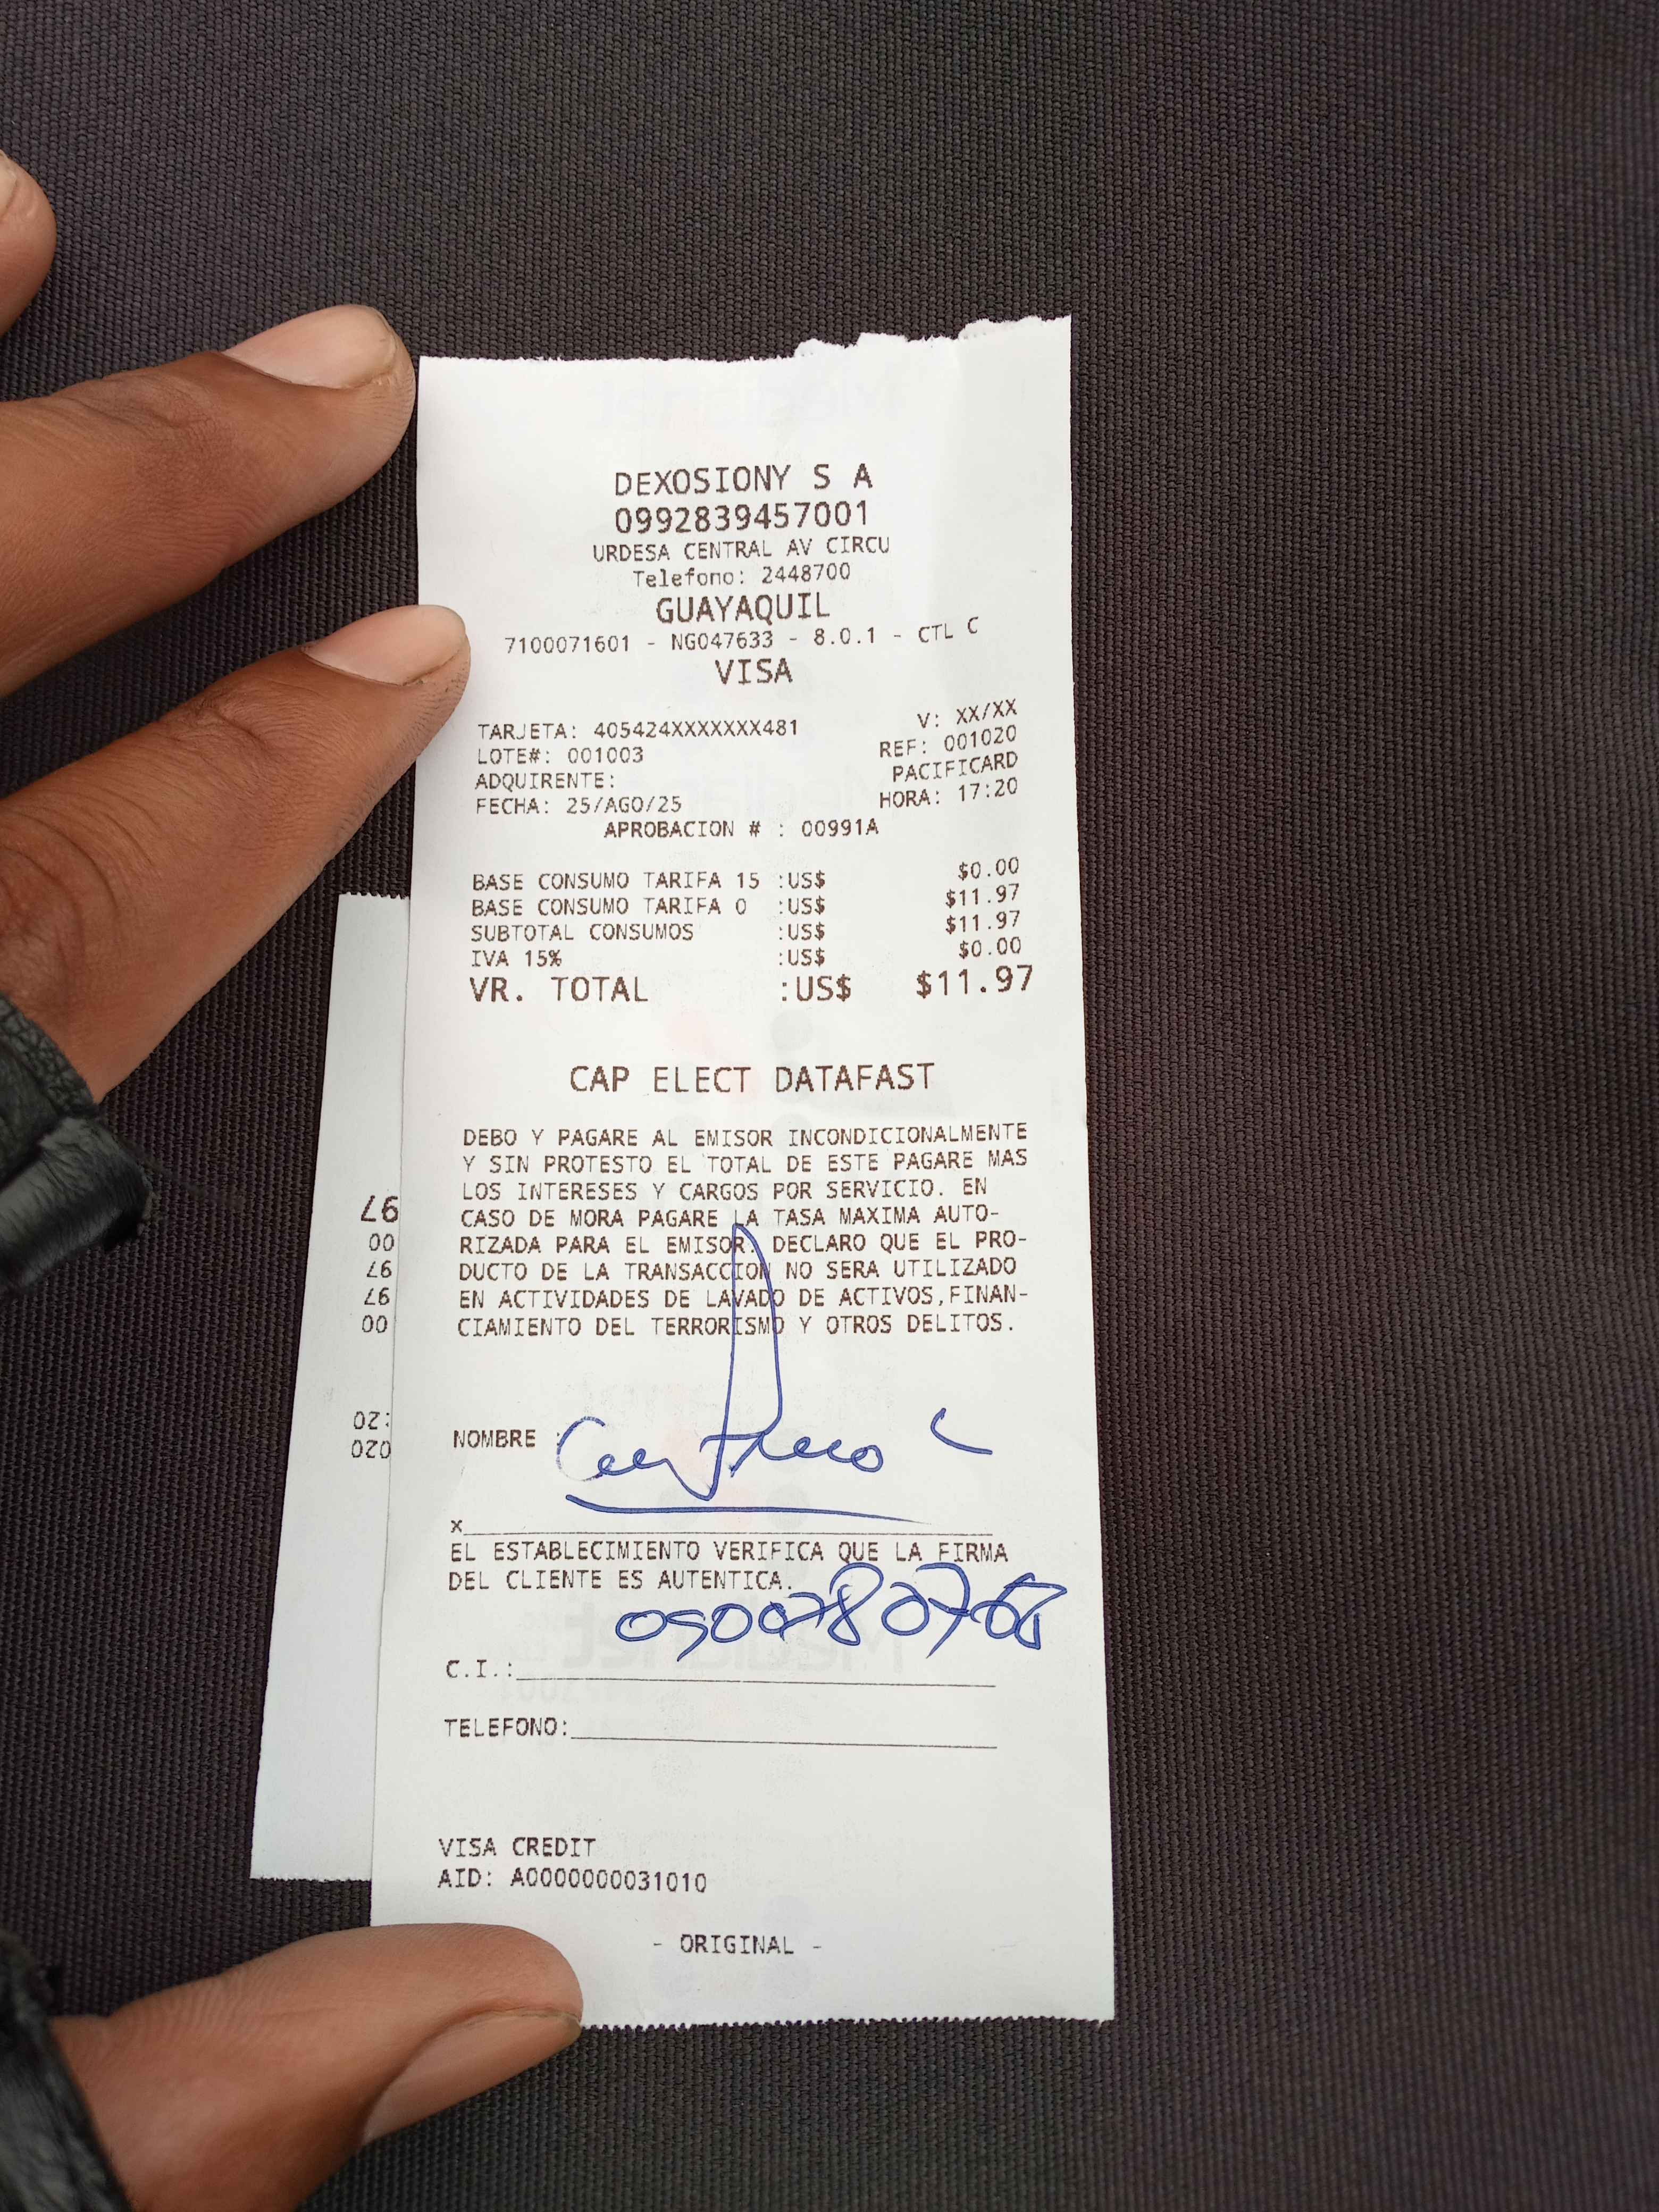 DEXOSIONY S A
0992839457001
URDESA CENTRAL AV CIRCU
Telefono: 2448700
GUAYAQUIL
7100071601 - NG047633 - 8.0.1 - CTL C
VISA
TARJETA: 405424XXXXXXX481 V: XX/XX
LOTE#: 001003 REF: 001020
ADQUIRENTE: PACIFICARD
FECHA: 25/AGO/25 HORA: 17:20
APROBACION # : 00991A
BASE CONSUMO TARIFA 15 :US$ $0.00
BASE CONSUMO TARIFA 0 :US$ $11.97
SUBTOTAL CONSUMOS :US$ $11.97
IVA 15% :US$ $0.00
VR. TOTAL :US$ $11.97
CAP ELECT DATAFAST
DEBO Y PAGARE AL EMISOR INCONDICIONALMENTE
Y SIN PROTESTO EL TOTAL DE ESTE PAGARE MAS
LOS INTERESES Y CARGOS POR SERVICIO. EN
CASO DE MORA PAGARE LA TASA MAXIMA AUTO-
RIZADA PARA EL EMISOR. DECLARO QUE EL PRO-
DUCTO DE LA TRANSACCION NO SERA UTILIZADO
EN ACTIVIDADES DE LAVADO DE ACTIVOS,FINAN-
CIAMIENTO DEL TERRORISMO Y OTROS DELITOS.
NOMBRE :
x
EL ESTABLECIMIENTO VERIFICA QUE LA FIRMA
DEL CLIENTE ES AUTENTICA.
C.I.:
TELEFONO:
VISA CREDIT
AID: A0000000031010
- ORIGINAL -
97
00
97
97
00
:20
020